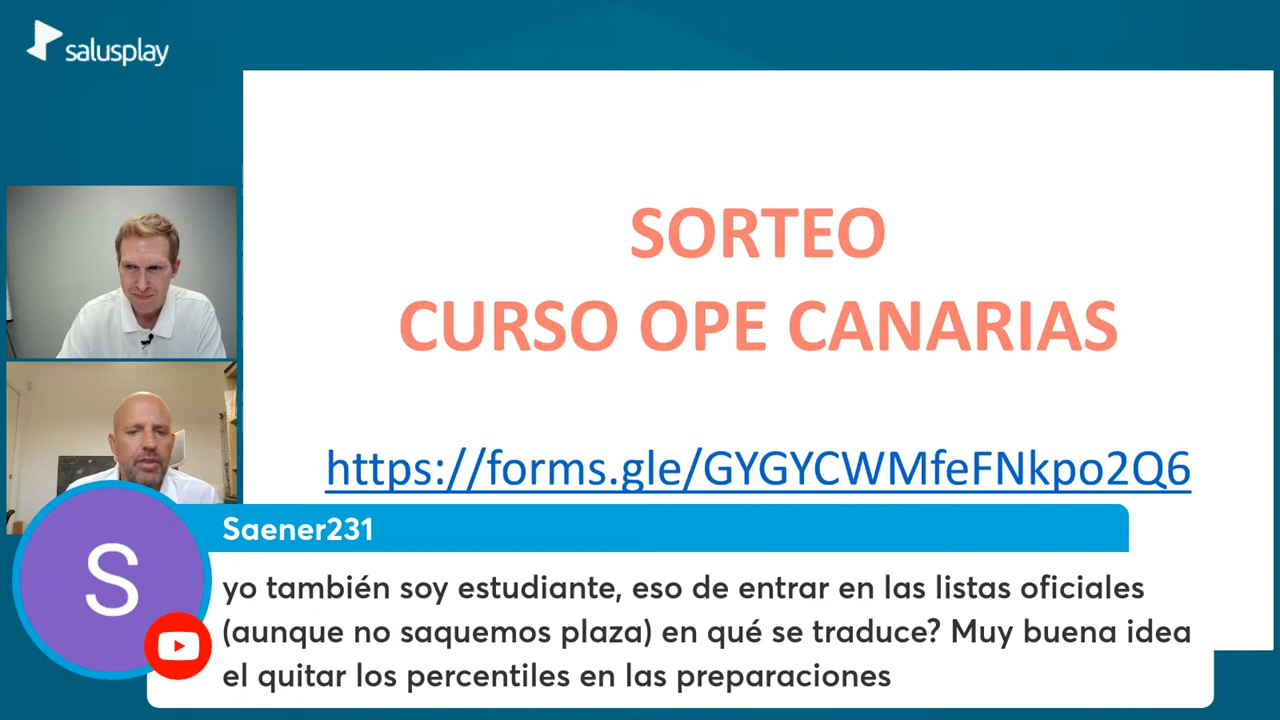 salusplay
SORTEO
CURSO OPE CANARIAS
https://forms.gle/GYGYCWMfeFNkpo2Q6
S
Saener231
yo también soy estudiante, eso de entrar en las listas oficiales
(aunque no saquemos plaza) en qué se traduce? Muy buena idea
el quitar los percentiles en las preparaciones